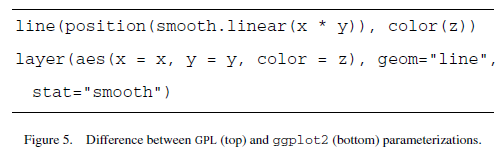 line(position(smooth.linear(x * y)), color(z))
layer(aes(x = x, y = y, color = z), geom="line",
stat="smooth")
Figure 5. Difference between GPL (top) and ggplot2 (bottom) parameterizations.